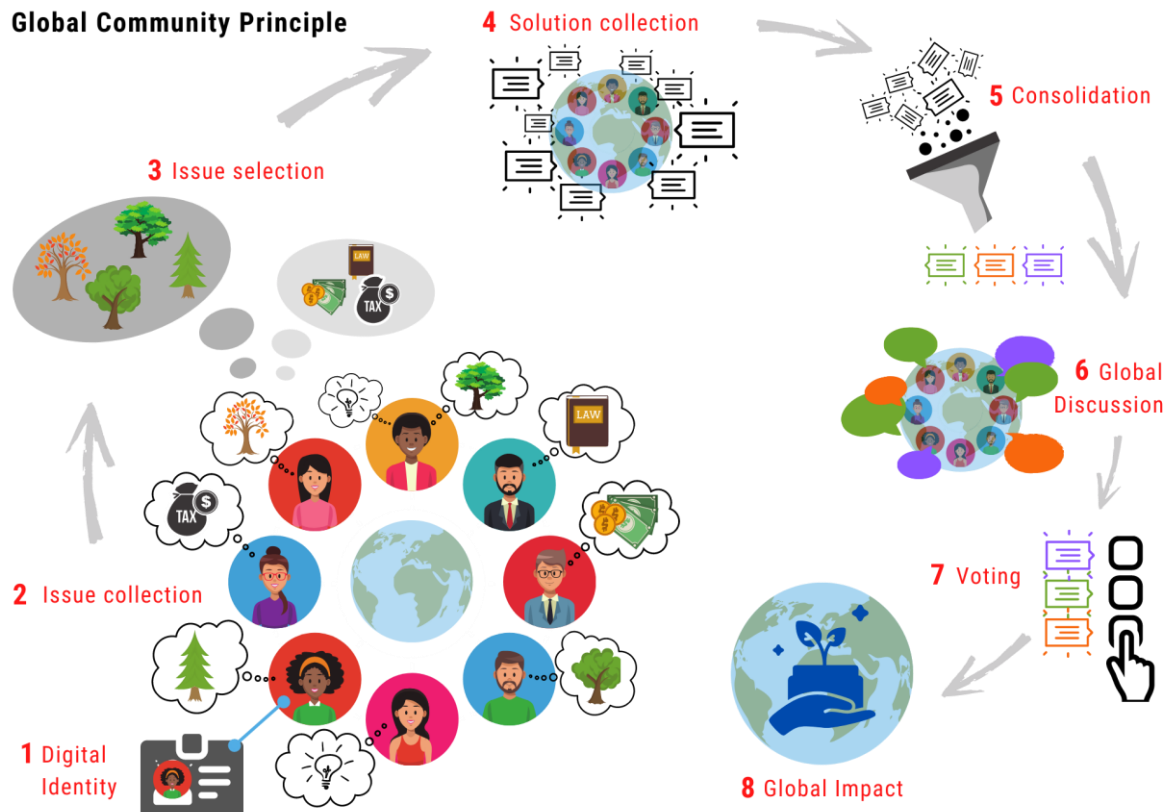 Global Community Principle
4 Solution collection
5 Consolidation
3 Issue selection
LAW
TAX
$
6 Global
Discussion
LAW
TAX
$
7 Voting
2 Issue collection
1 Digital
Identity
8 Global Impact